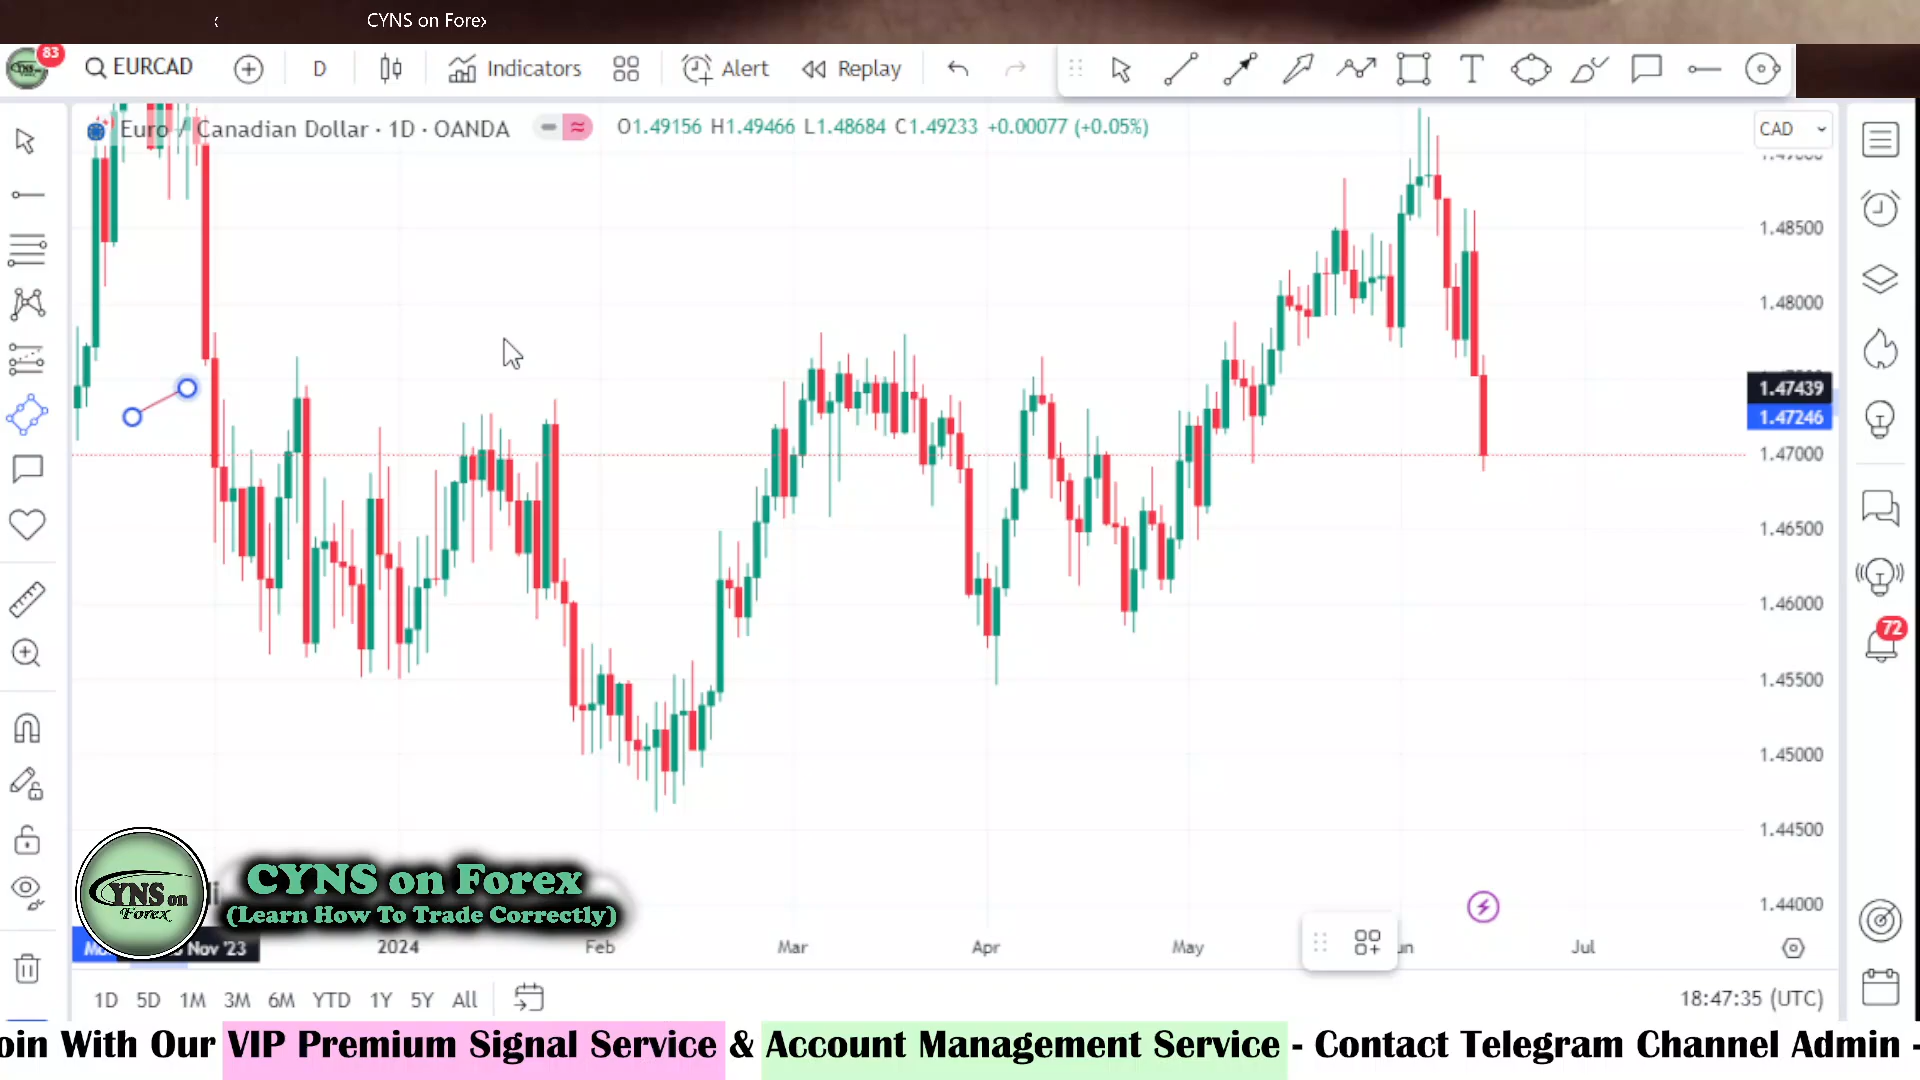 CYNS on Forex
83
EURCAD
D
Indicators
Alert
Replay
Euro / Canadian Dollar · 1D · OANDA
O1.49156 H1.49466 L1.48684 C1.49233 +0.00077 (+0.05%)
CAD
1.48500
1.48000
1.47439
1.47246
1.47000
1.46500
1.46000
1.45500
1.45000
1.44500
1.44000
72
CYNS on Forex
(Learn How To Trade Correctly)
YNS on
Forex
Nov '23
2024
Feb
Mar
Apr
May
Jul
1D 5D 1M 3M 6M YTD 1Y 5Y All
18:47:35 (UTC)
oin With Our VIP Premium Signal Service & Account Management Service - Contact Telegram Channel Admin -